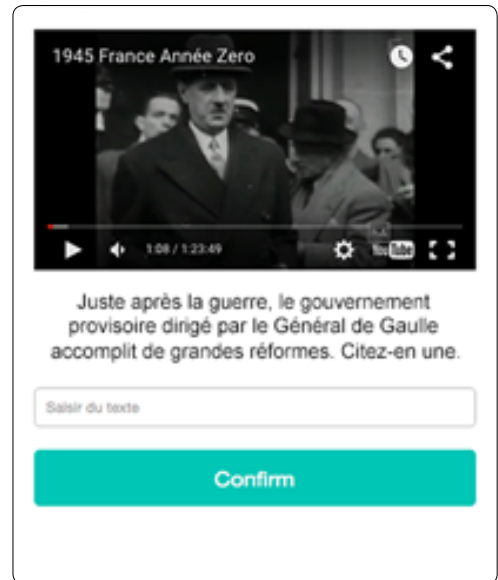 1945 France Année Zero
1:08 / 1:23:49
YouTube
Juste après la guerre, le gouvernement
provisoire dirigé par le Général de Gaulle
accomplit de grandes réformes. Citez-en une.
Saisir du texte
Confirm